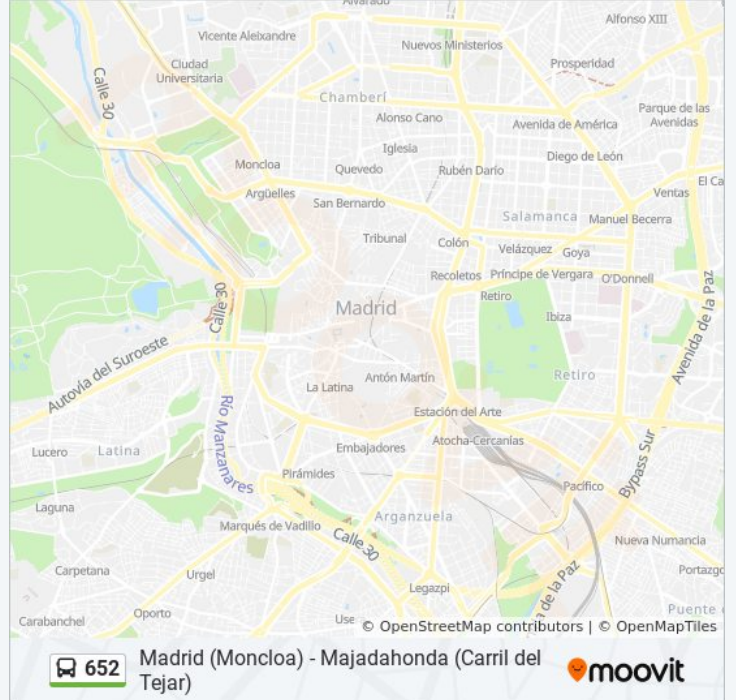 Alvarado
Alfonso XIII
Vicente Aleixandre
Nuevos Ministerios
Ciudad
Universitaria
Prosperidad
Calle 30
Chamberí
Parque de las
Avenidas
Alonso Cano
Avenida de América
Iglesia
Diego de León
Moncloa
Quevedo
Rubén Darío
El Ca
Argüelles
Ventas
San Bernardo
Salamanca
Manuel Becerra
Tribunal
Colón
Velázquez
Goya
Recoletos
Príncipe de Vergara
O'Donnell
Retiro
Calle 30
Madrid
Ibiza
Avenida de la Paz
Autovía del Suroeste
Retiro
Antón Martín
La Latina
Estación del Arte
Río Manzanares
Atocha-Cercanías
Embajadores
Lucero
Latina
Bypass Sur
Pirámides
Pacífico
Laguna
Arganzuela
Marqués de Vadillo
Calle 30
Nueva Numancia
Carpetana
Urgel
Portazgo
Legazpi
a de la Paz
Oporto
Puente
Carabanchel
Use
© OpenStreetMap contributors | © OpenMapTiles
652
Madrid (Moncloa) - Majadahonda (Carril del
Tejar)
moovit